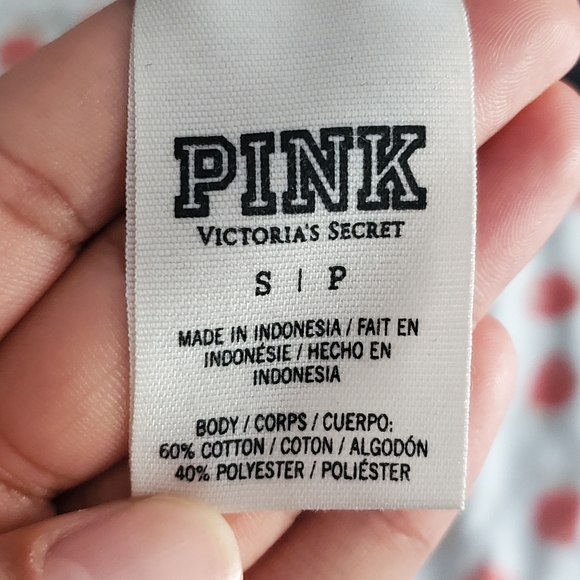 PINK
VICTORIA'S SECRET
S | P
MADE IN INDONESIA / FAIT EN
INDONÉSIE / HECHO EN
INDONESIA
BODY / CORPS / CUERPO:
60% COTTON / COTON / ALGODÓN
40% POLYESTER / POLIÉSTER